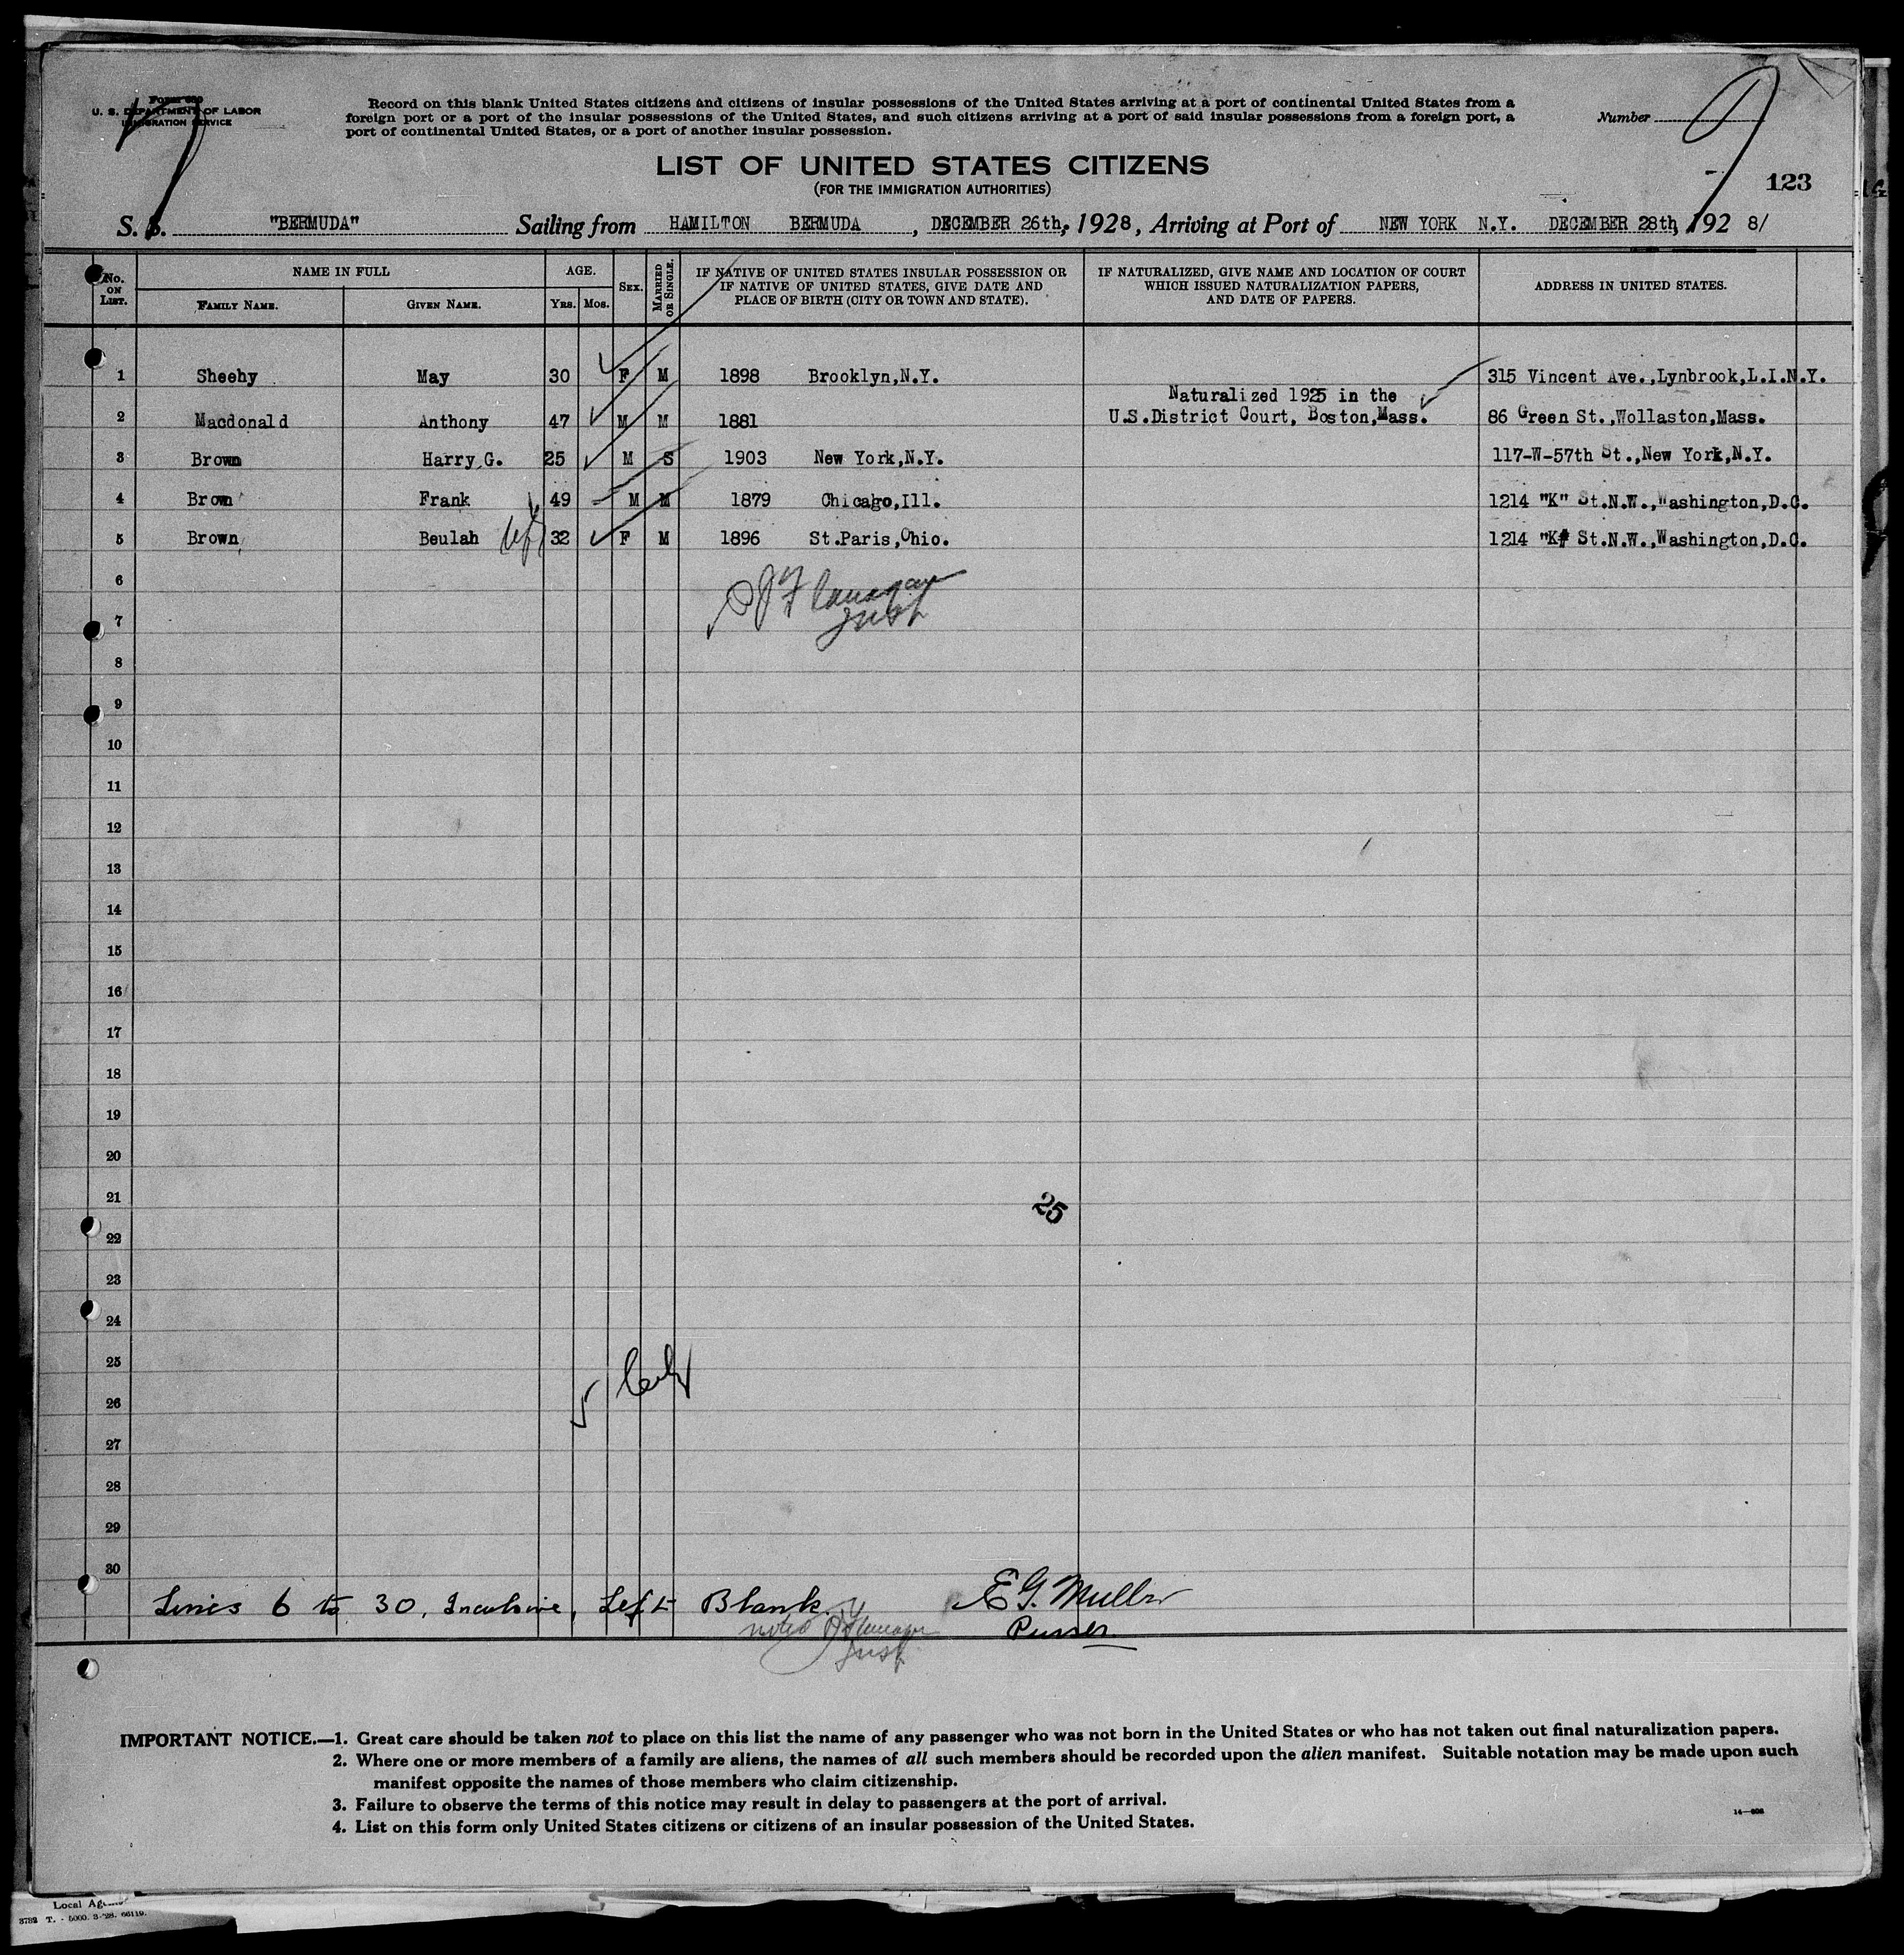 Form 630
U. S. DEPARTMENT OF LABOR
IMMIGRATION SERVICE
Record on this blank United States citizens and citizens of insular possessions of the United States arriving at a port of continental United States from a
foreign port or a port of the insular possessions of the United States, and such citizens arriving at a port of said insular possessions from a foreign port, a
port of continental United States, or a port of another insular possession.
Number
LIST OF UNITED STATES CITIZENS
(FOR THE IMMIGRATION AUTHORITIES)
123
S. S. "BERMUDA" Sailing from HAMILTON BERMUDA, DECEMBER 26th, 1928, Arriving at Port of NEW YORK N.Y. DECEMBER 28th, 1928/
No. ON LIST. NAME IN FULL FAMILY NAME. GIVEN NAME. AGE. YRS. MOS. SEX. MARRIED OR SINGLE. IF NATIVE OF UNITED STATES INSULAR POSSESSION OR IF NATIVE OF UNITED STATES, GIVE DATE AND PLACE OF BIRTH (CITY OR TOWN AND STATE). IF NATURALIZED, GIVE NAME AND LOCATION OF COURT WHICH ISSUED NATURALIZATION PAPERS, AND DATE OF PAPERS. ADDRESS IN UNITED STATES.
1 Sheehy May 30 F M 1898 Brooklyn,N.Y. 315 Vincent Ave.,Lynbrook,L.I.N.Y.
Naturalized 1925 in the
2 Macdonald Anthony 47 M M 1881 U.S.District Court, Boston,Mass. 86 Green St.,Wollaston,Mass.
3 Brown Harry G. 25 M S 1903 New York,N.Y. 117-W-57th St.,New York,N.Y.
4 Brown Frank 49 M M 1879 Chicago,Ill. 1214 "K" St.N.W.,Washington,D.C.
5 Brown Beulah 32 F M 1896 St.Paris,Ohio. 1214 "K# St.N.W.,Washington,D.C.
6
7
8
9
10
11
12
13
14
15
16
17
18
19
20
21
25
22
23
24
25
26
27
28
29
30
Lines 6 to 30, Inculsive, Left Blank. E G. Muller
Purser
noted
Insp
IMPORTANT NOTICE.—1. Great care should be taken not to place on this list the name of any passenger who was not born in the United States or who has not taken out final naturalization papers.
2. Where one or more members of a family are aliens, the names of all such members should be recorded upon the alien manifest. Suitable notation may be made upon such
manifest opposite the names of those members who claim citizenship.
3. Failure to observe the terms of this notice may result in delay to passengers at the port of arrival.
4. List on this form only United States citizens or citizens of an insular possession of the United States.
Local
3732 T. - 5000. 3-'28. 66119.